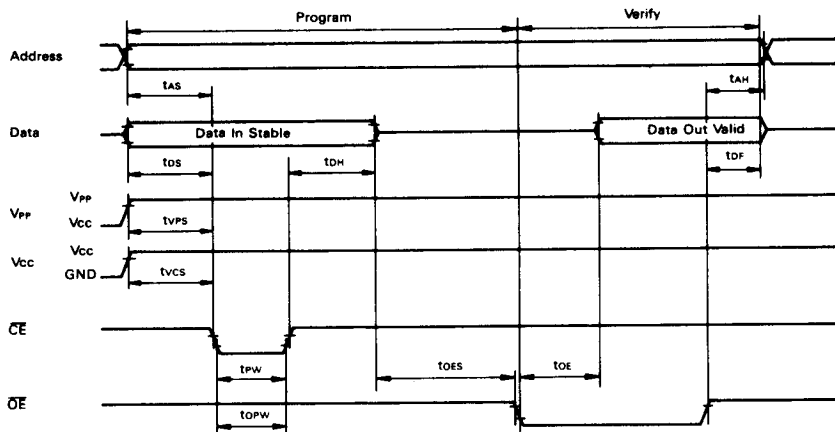 Program Verify
Address
tAS tAH
Data Data In Stable Data Out Valid
tDS tDH tDF
VPP VPP
Vcc tVPS
Vcc Vcc
GND tVCS
CE
tPW tOES tOE
OE tOPW